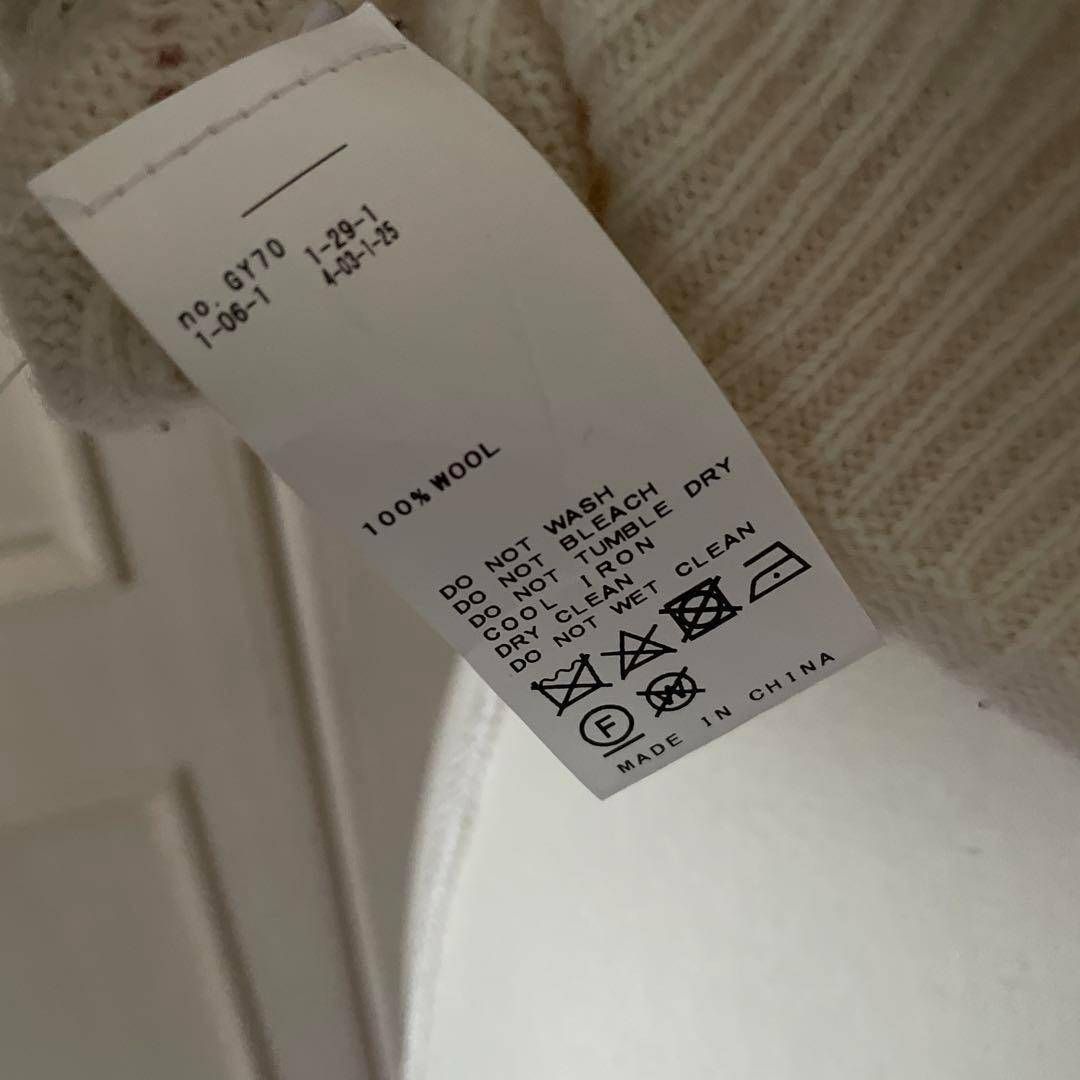 no. GY70
1-06-1
1-29-1
4-03-1-25
100% WOOL
DO NOT WASH
DO NOT BLEACH
DO NOT TUMBLE DRY
COOL IRON
DRY CLEAN
DO NOT WET CLEAN
F
W
MADE IN CHINA